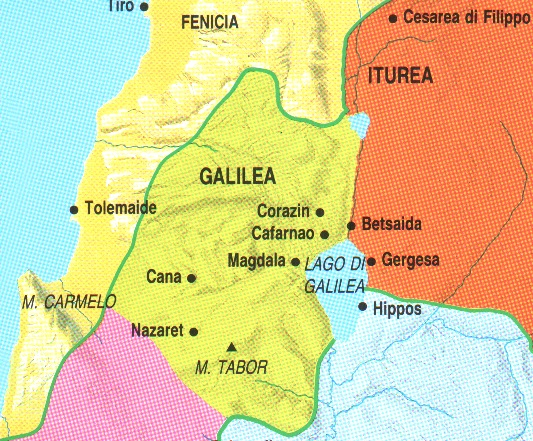 Tiro
FENICIA
Cesarea di Filippo
ITUREA
GALILEA
Tolemaide
Corazin
Cafarnao
Betsaida
Magdala
LAGO DI
GALILEA
Gergesa
Cana
M. CARMELO
Hippos
Nazaret
M. TABOR